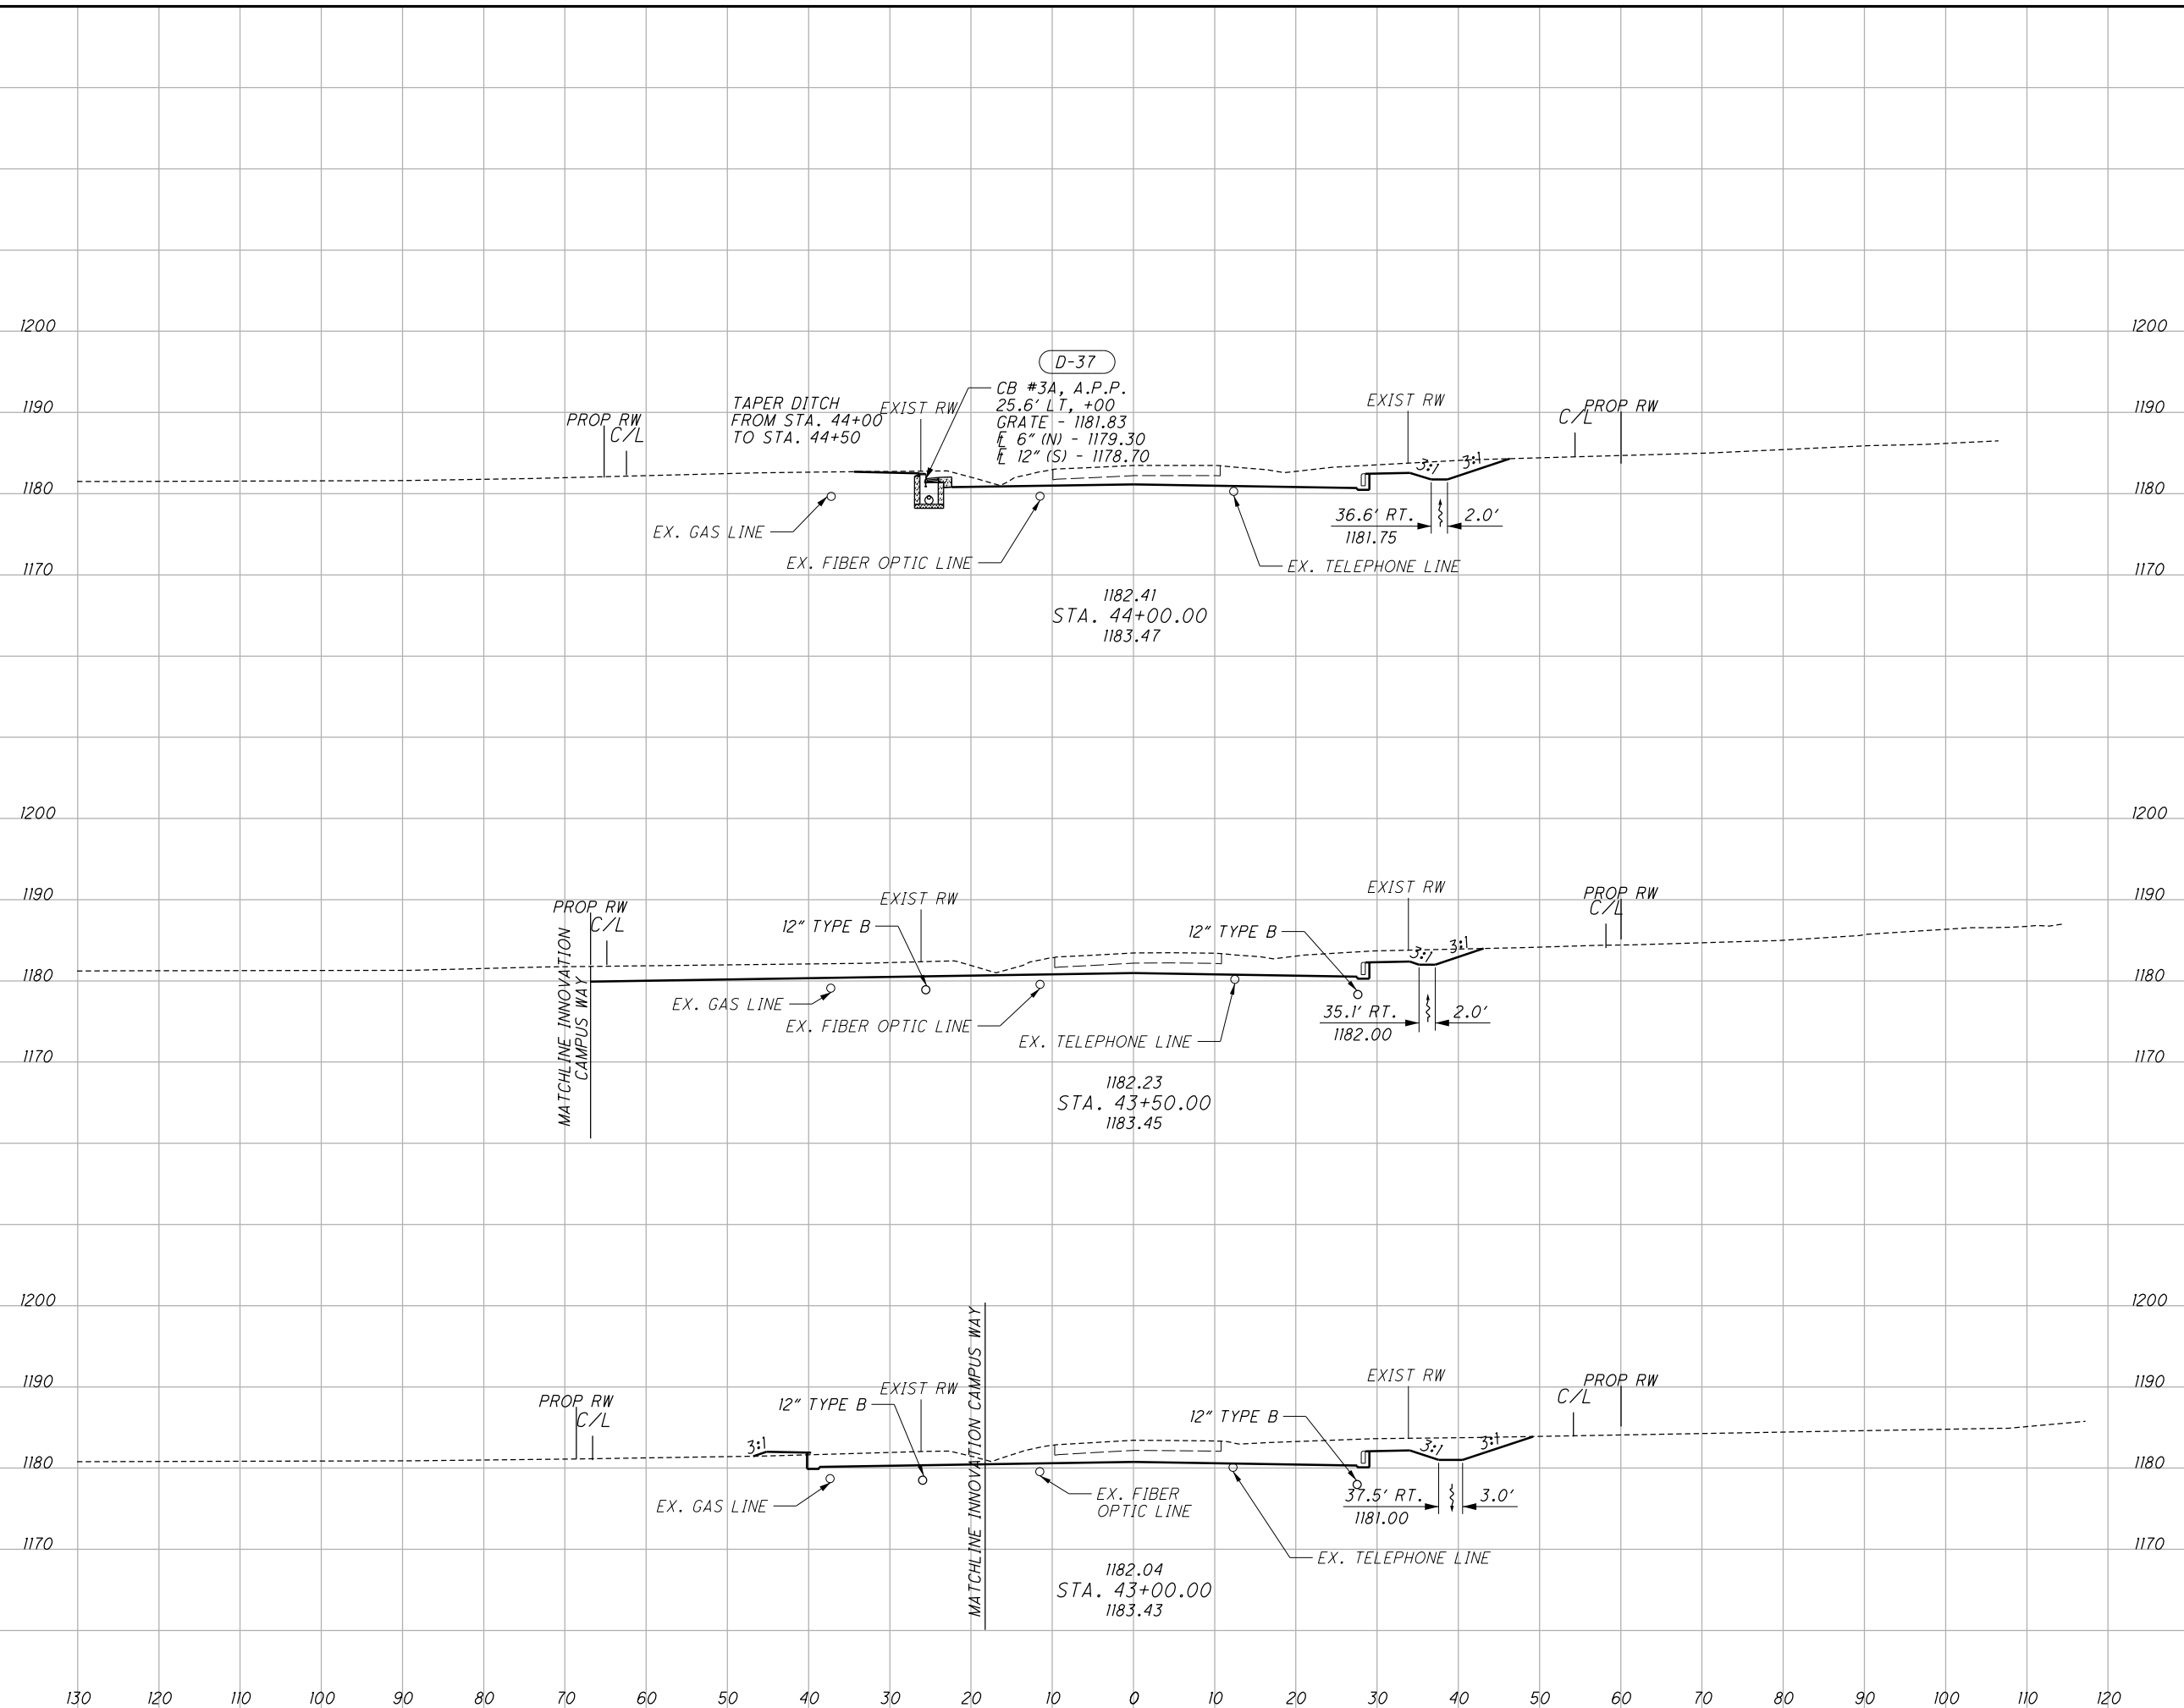 1200
1200
D-37
CB #3A, A.P.P.
25.6' LT, +00
GRATE - 1181.83
6" (N) - 1179.30
12" (S) - 1178.70
TAPER DITCH
FROM STA. 44+00
TO STA. 44+50
EXIST RW
EXIST RW
PROP RW
C/L
1190
1190
PROP RW
C/L
3:1
3:1
1180
1180
EX. GAS LINE
EX. FIBER OPTIC LINE
EX. TELEPHONE LINE
36.6' RT.
1181.75
2.0'
1170
1170
1182.41
STA. 44+00.00
1183.47
1200
1200
1190
1190
PROP RW
C/L
EXIST RW
12" TYPE B
12" TYPE B
EXIST RW
PROP RW
C/L
3:1
3:1
1180
1180
MATCHLINE INNOVATION
CAMPUS WAY
EX. GAS LINE
EX. FIBER OPTIC LINE
EX. TELEPHONE LINE
35.1' RT.
1182.00
2.0'
1170
1170
1182.23
STA. 43+50.00
1183.45
1200
1200
1190
1190
PROP RW
C/L
12" TYPE B
EXIST RW
MATCHLINE INNOVATION CAMPUS WAY
12" TYPE B
EXIST RW
C/L
PROP RW
3:1
3:1
3:1
1180
1180
EX. GAS LINE
EX. FIBER
OPTIC LINE
EX. TELEPHONE LINE
37.5' RT.
1181.00
3.0'
1170
1170
1182.04
STA. 43+00.00
1183.43
130 120 110 100 90 80 70 60 50 40 30 20 10 0 10 20 30 40 50 60 70 80 90 100 110 120